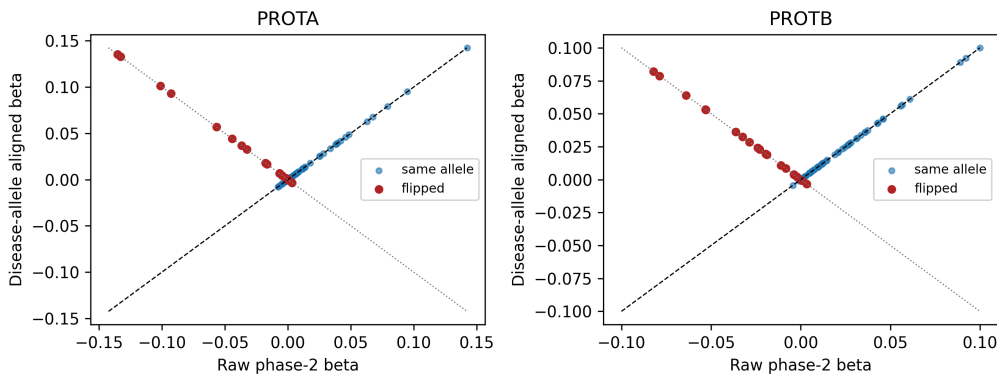 PROTA
PROTB
0.15
0.10
0.05
0.00
−0.05
−0.10
−0.15
Disease-allele aligned beta
same allele
flipped
−0.15
−0.10
−0.05
0.00
0.05
0.10
0.15
Raw phase-2 beta
0.100
0.075
0.050
0.025
0.000
−0.025
−0.050
−0.075
−0.100
Disease-allele aligned beta
same allele
flipped
−0.10
−0.05
0.00
0.05
0.10
Raw phase-2 beta